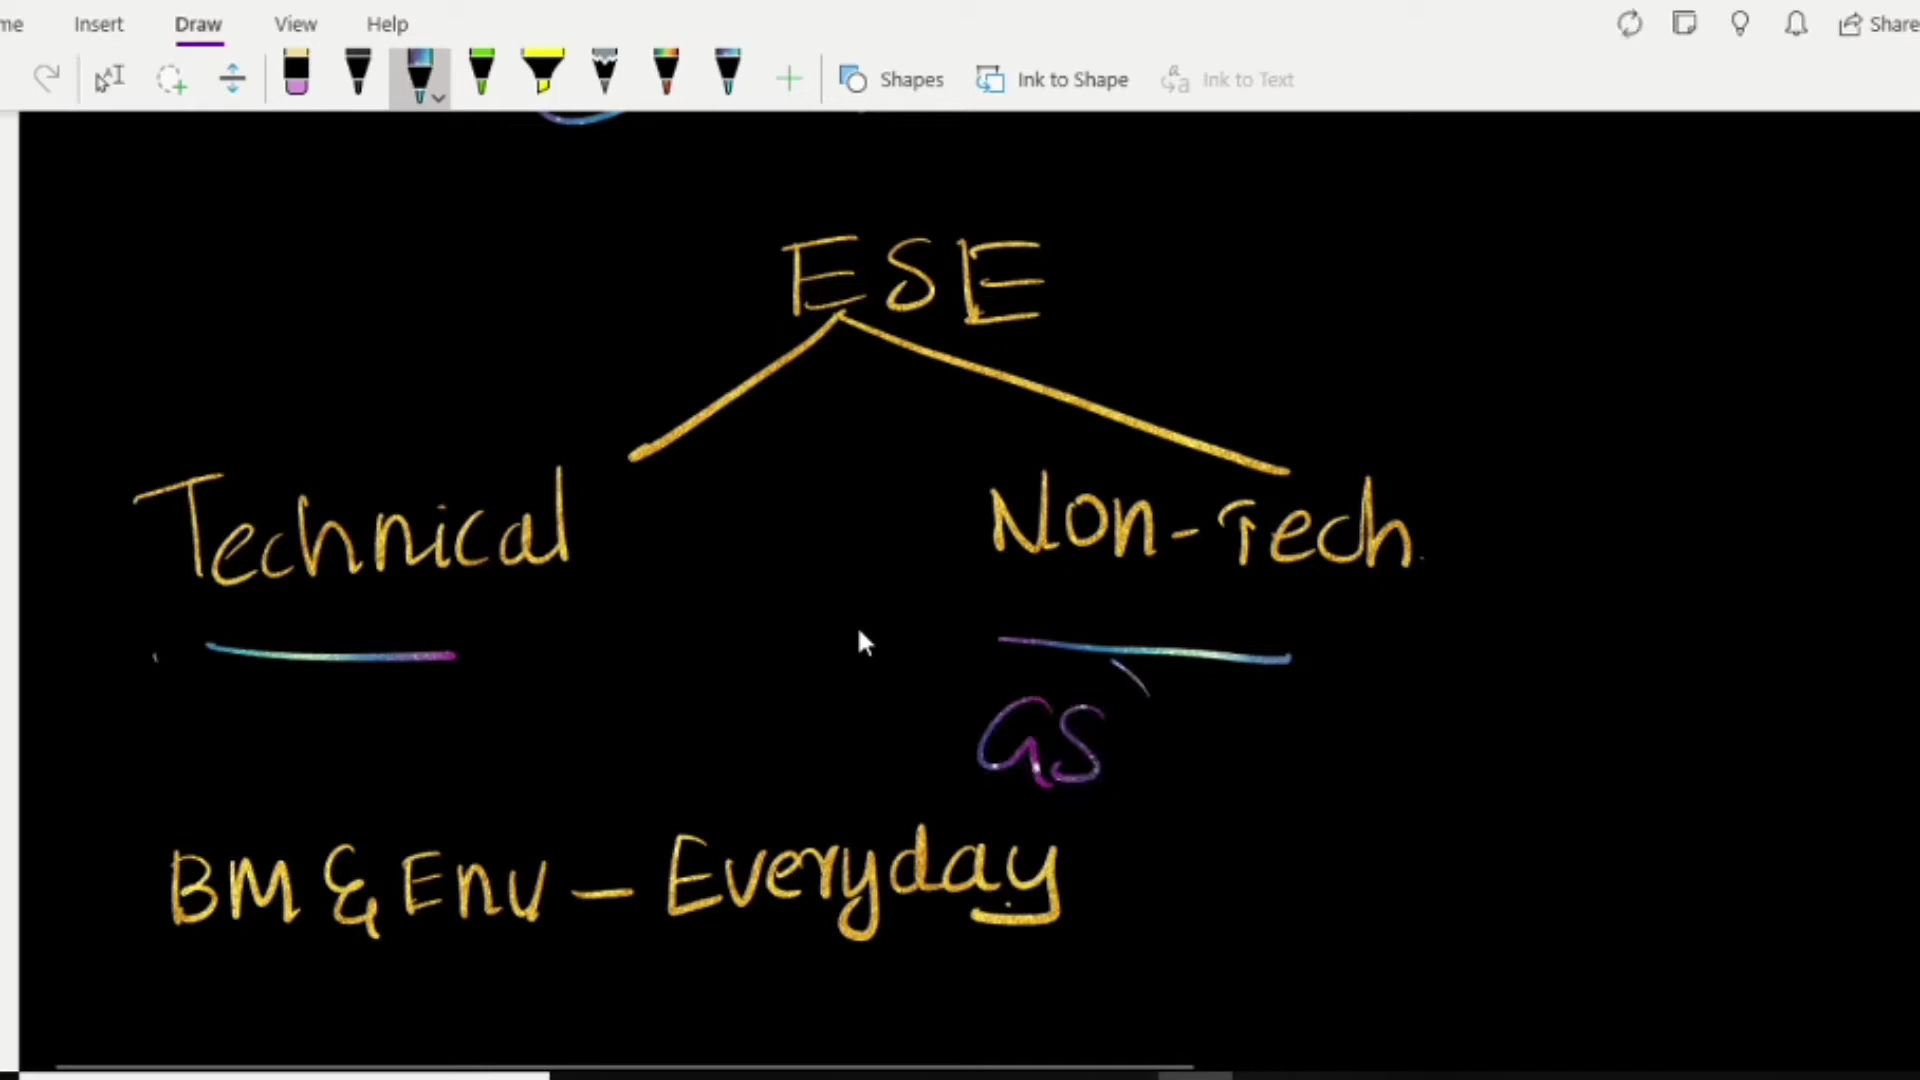 me Insert Draw View Help Share
Shapes Ink to Shape Ink to Text
ESE
Technical Non-Tech.
GS
BM & Env – Everyday